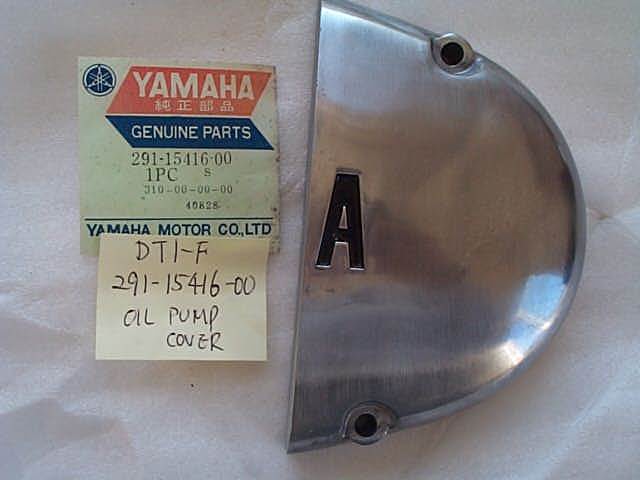 YAMAHA
純正部品
GENUINE PARTS
291-15416-00
1PC S
310-00-00-00
40828-
YAMAHA MOTOR CO.,LTD
DT1-F
291-15416-00
OIL PUMP
COVER
A